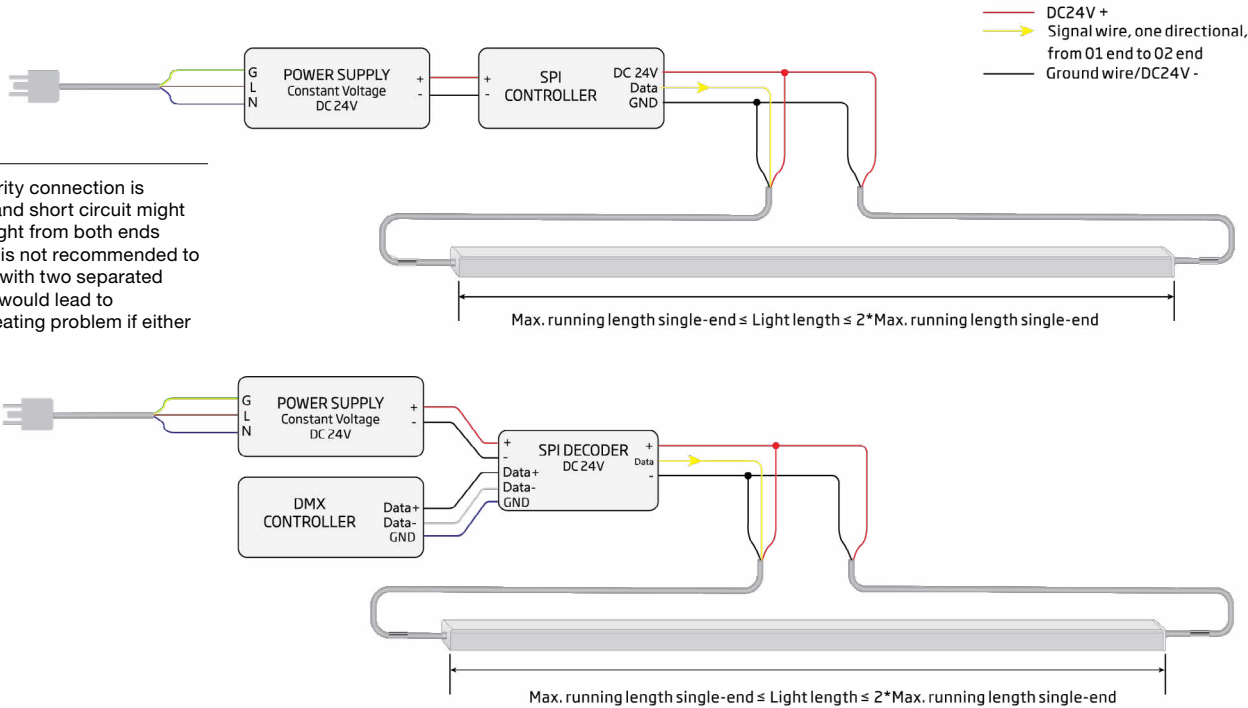 DC24V +
Signal wire, one directional,
from 01 end to 02 end
Ground wire/DC24V -
G
L
N
POWER SUPPLY
Constant Voltage
DC 24V
+
-
+
-
SPI
CONTROLLER
DC 24V
Data
GND
rity connection is
and short circuit might
ght from both ends
is not recommended to
with two separated
would lead to
eating problem if either
Max. running length single-end ≤ Light length ≤ 2*Max. running length single-end
G
L
N
POWER SUPPLY
Constant Voltage
DC 24V
+
-
DMX
CONTROLLER
Data+
Data-
GND
+
-
Data+
Data-
GND
SPI DECODER
DC 24V
+
Data
-
Max. running length single-end ≤ Light length ≤ 2*Max. running length single-end